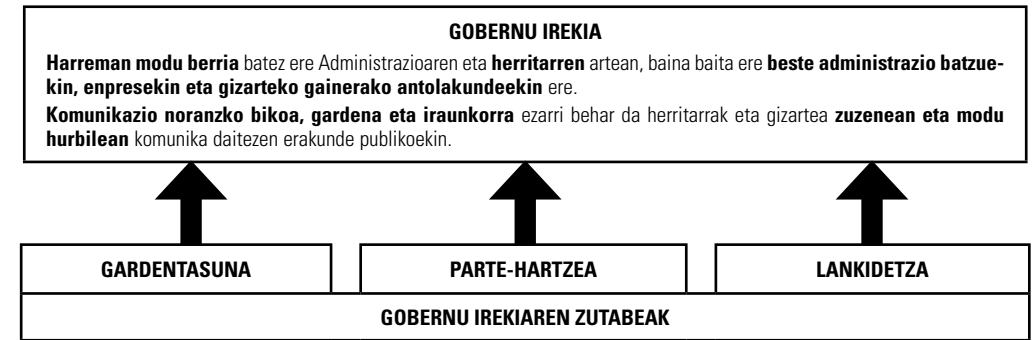 GOBERNU IREKIA
Harreman modu berria batez ere Administrazioaren eta herritarren artean, baina baita ere beste administrazio batzue-
kin, enpresekin eta gizarteko gainerako antolakundeekin ere.
Komunikazio noranzko bikoa, gardena eta iraunkorra ezarri behar da herritarrak eta gizartea zuzenean eta modu
hurbilean komunika daitezen erakunde publikoekin.
GARDENTASUNA
PARTE-HARTZEA
LANKIDETZA
GOBERNU IREKIAREN ZUTABEAK